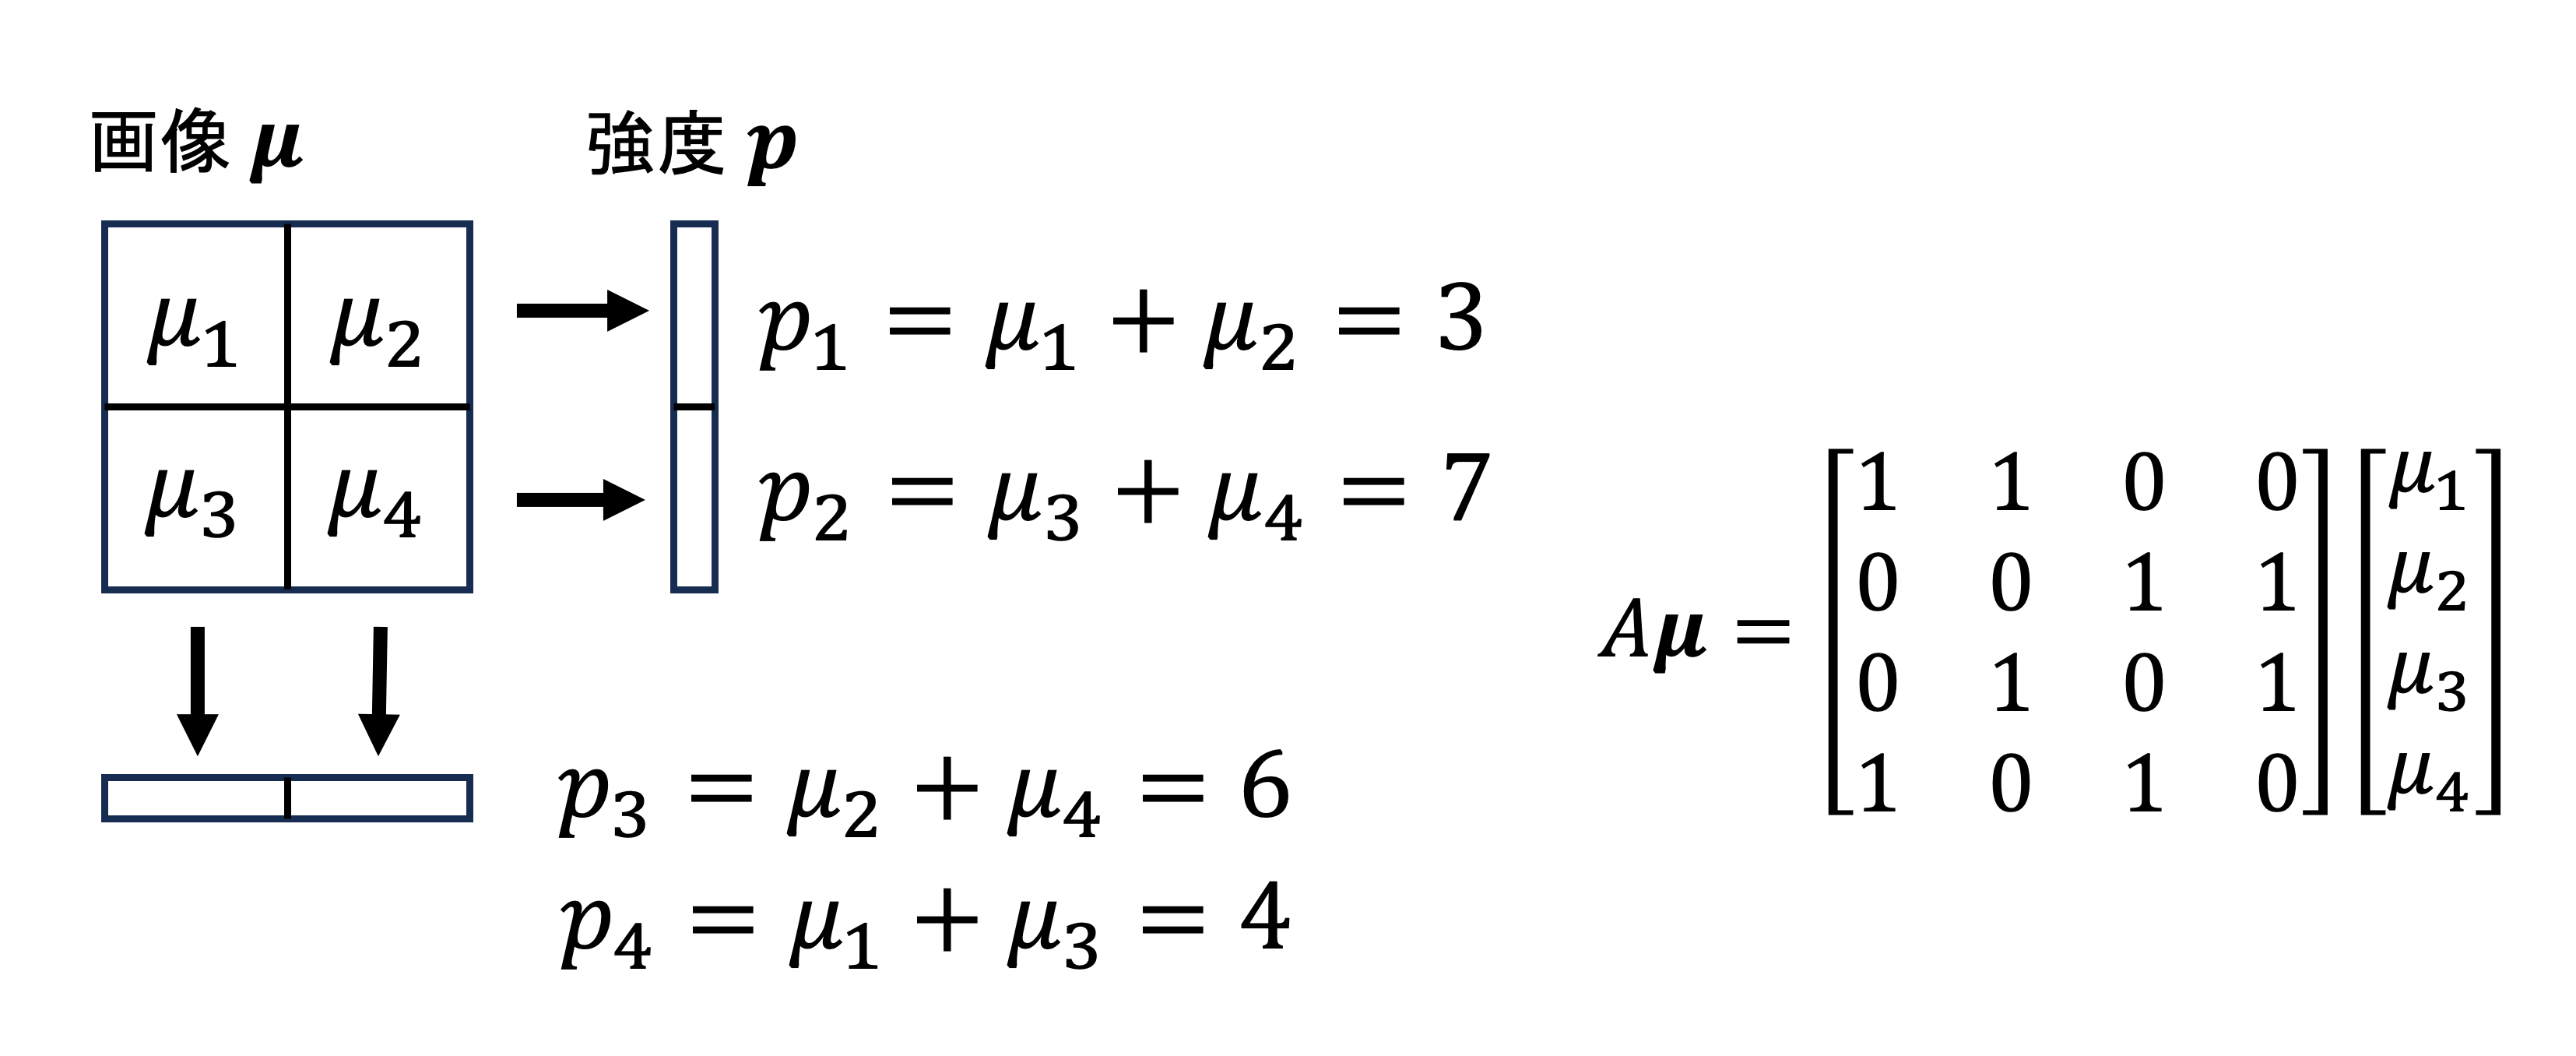 画像 μ 強度 p
μ₁ μ₂
p₁ = μ₁ + μ₂ = 3
μ₃ μ₄
p₂ = μ₃ + μ₄ = 7
p₃ = μ₂ + μ₄ = 6
p₄ = μ₁ + μ₃ = 4
Aμ =
1 1 0 0
0 0 1 1
0 1 0 1
1 0 1 0
μ₁
μ₂
μ₃
μ₄